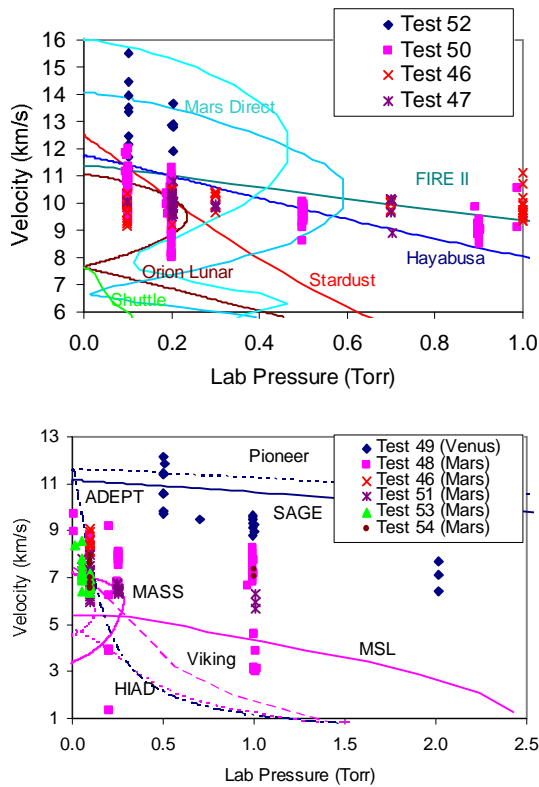 Test 52
Test 50
Test 46
Test 47
16
15
14
13
12
11
10
9
8
7
6
Velocity (km/s)
Mars Direct
FIRE II
Hayabusa
Stardust
Orion Lunar
Shuttle
0.0 0.2 0.4 0.6 0.8 1.0
Lab Pressure (Torr)
Test 49 (Venus)
Test 48 (Mars)
Test 46 (Mars)
Test 51 (Mars)
Test 53 (Mars)
Test 54 (Mars)
13
11
9
7
5
3
1
Velocity (km/s)
Pioneer
ADEPT
SAGE
MASS
Viking
MSL
HIAD
0.0 0.5 1.0 1.5 2.0 2.5
Lab Pressure (Torr)